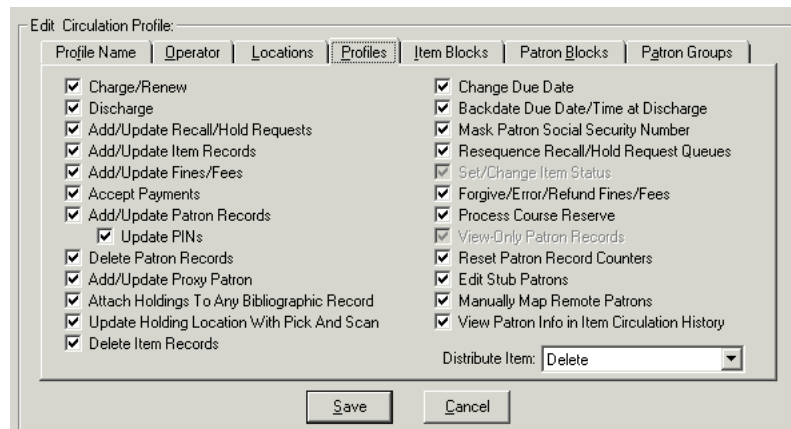 Edit Circulation Profile:
Profile Name
Operator
Locations
Profiles
Item Blocks
Patron Blocks
Patron Groups
Charge/Renew
Discharge
Add/Update Recall/Hold Requests
Add/Update Item Records
Add/Update Fines/Fees
Accept Payments
Add/Update Patron Records
Update PINs
Delete Patron Records
Add/Update Proxy Patron
Attach Holdings To Any Bibliographic Record
Update Holding Location With Pick And Scan
Delete Item Records
Change Due Date
Backdate Due Date/Time at Discharge
Mask Patron Social Security Number
Resequence Recall/Hold Request Queues
Set/Change Item Status
Forgive/Error/Refund Fines/Fees
Process Course Reserve
View-Only Patron Records
Reset Patron Record Counters
Edit Stub Patrons
Manually Map Remote Patrons
View Patron Info in Item Circulation History
Distribute Item: Delete
Save
Cancel